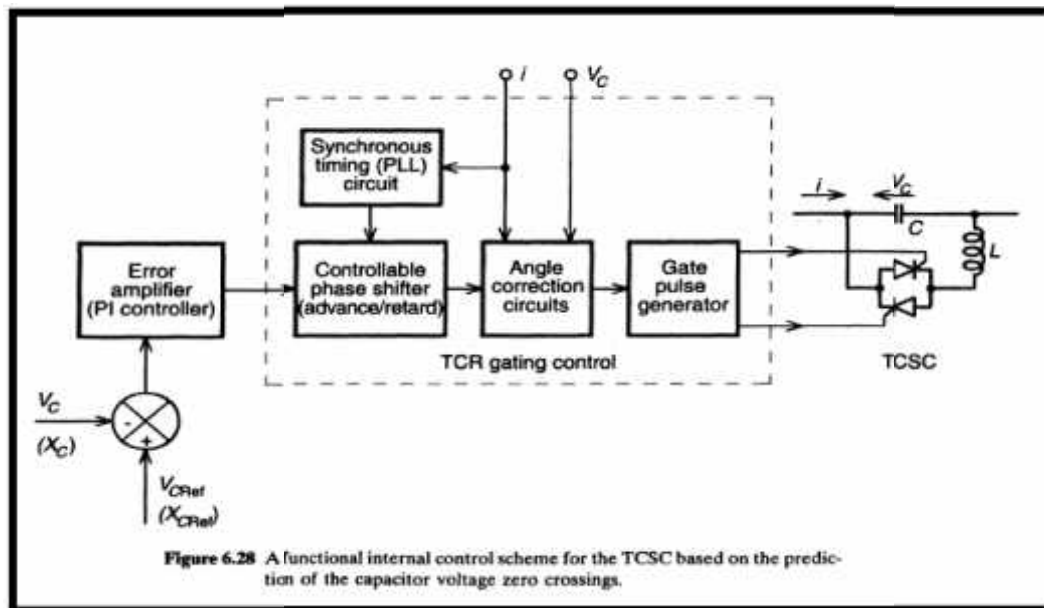 i
V_C
Synchronous
timing (PLL)
circuit
i
V_C
C
L
Error
amplifier
(PI controller)
Controllable
phase shifter
(advance/retard)
Angle
correction
circuits
Gate
pulse
generator
TCR gating control
TCSC
V_C
(X_C)
-
+
V_CRef
(X_CRef)
Figure 6.28 A functional internal control scheme for the TCSC based on the predic-
tion of the capacitor voltage zero crossings.